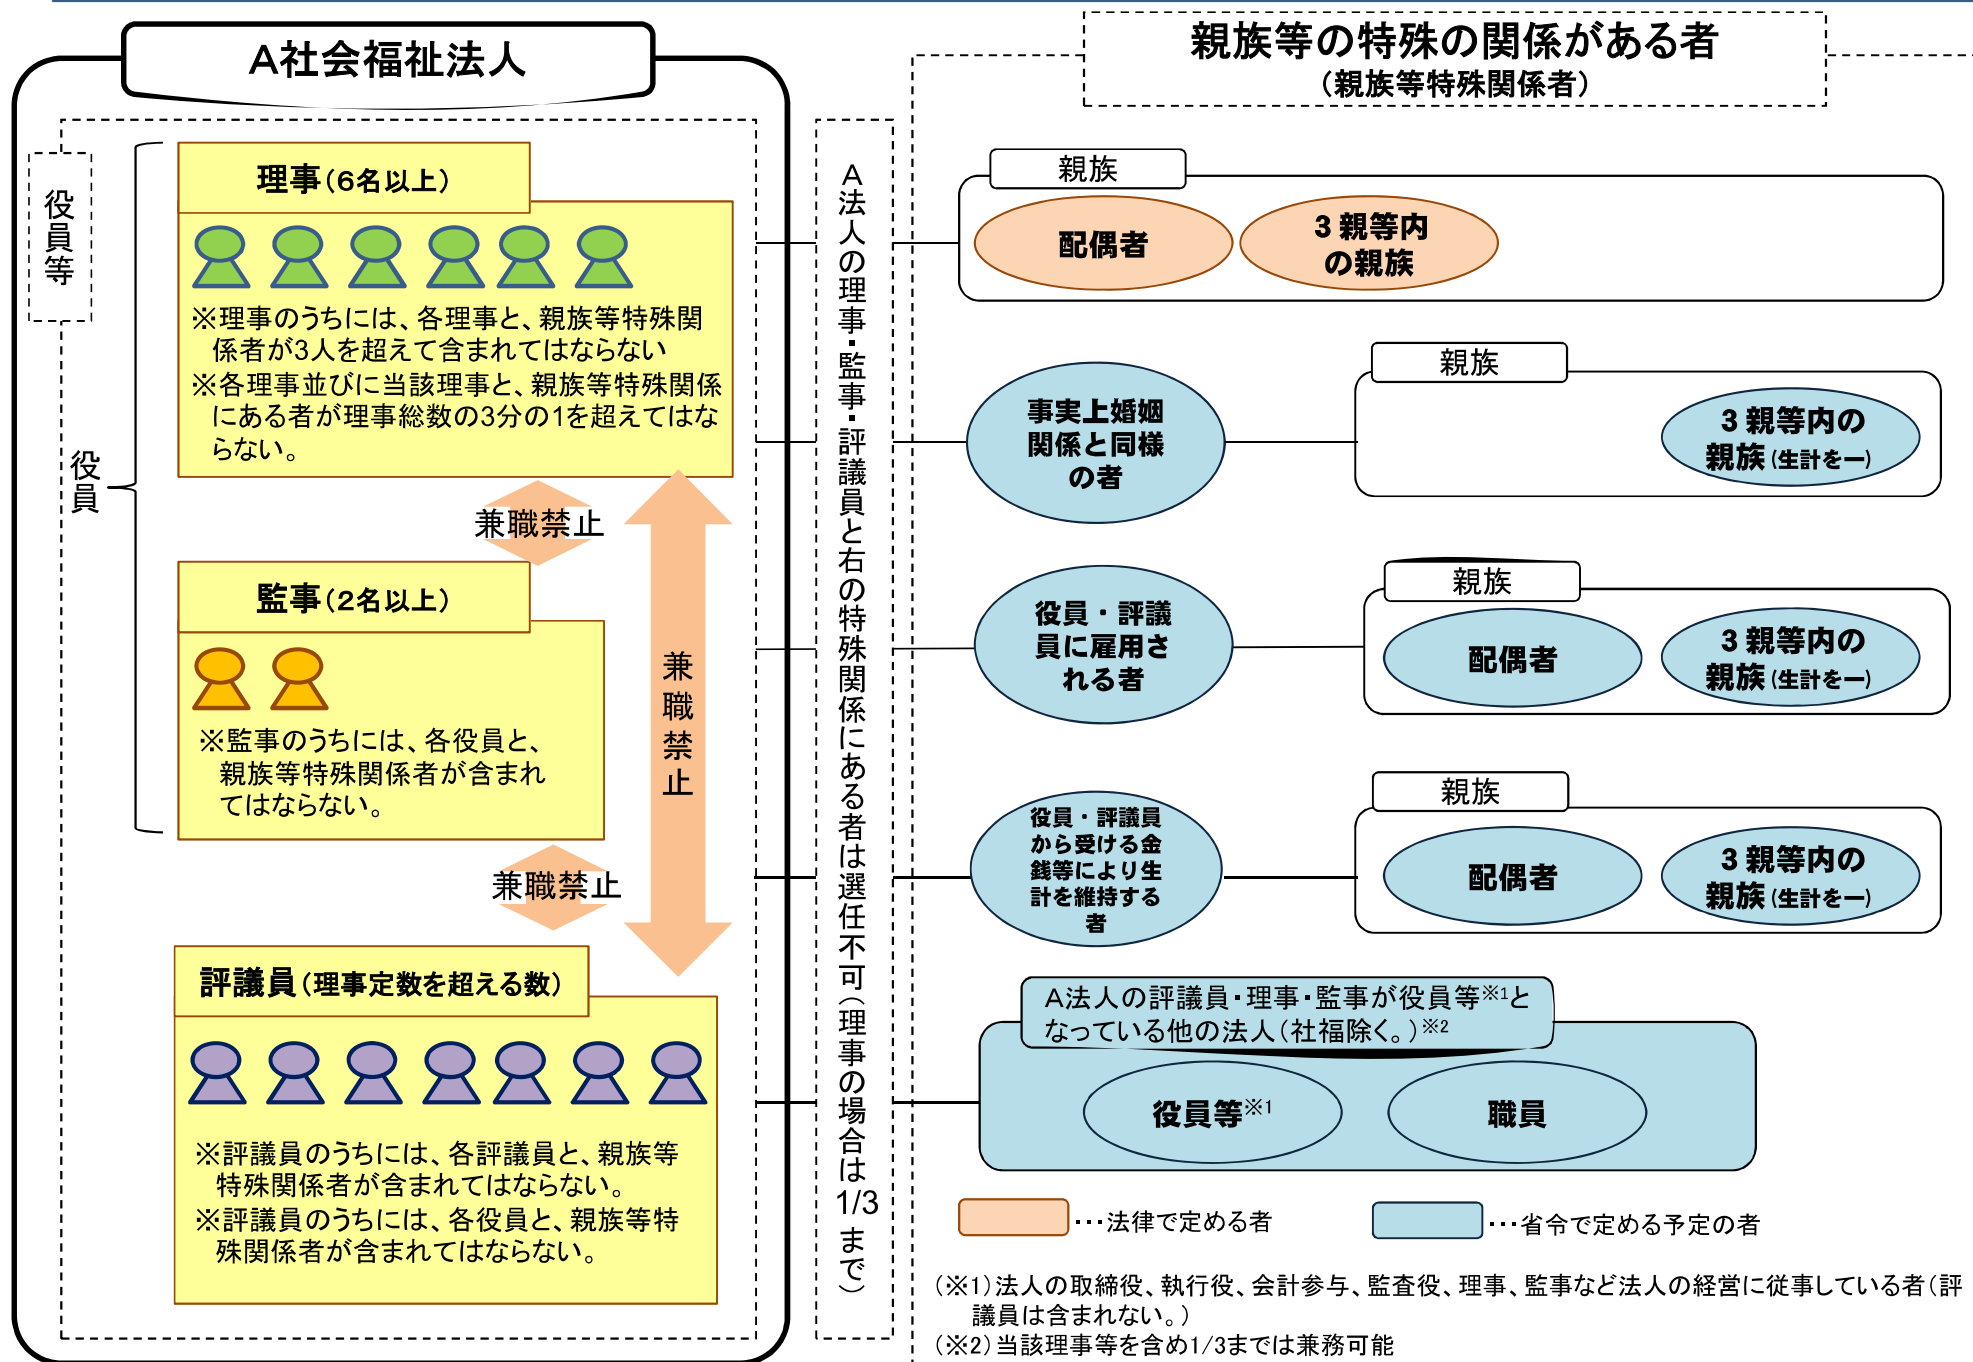 A社会福祉法人
役員等
役員
理事(6名以上)
※理事のうちには、各理事と、親族等特殊関
係者が3人を超えて含まれてはならない
※各理事並びに当該理事と、親族等特殊関係
にある者が理事総数の3分の1を超えてはな
らない。
兼職禁止
監事(2名以上)
※監事のうちには、各役員と、
親族等特殊関係者が含まれ
てはならない。
兼職禁止
兼職禁止
評議員(理事定数を超える数)
※評議員のうちには、各評議員と、親族等
特殊関係者が含まれてはならない。
※評議員のうちには、各役員と、親族等特
殊関係者が含まれてはならない。
A法人の理事・監事・評議員と右の特殊関係にある者は選任不可(理事の場合は1/3まで)
親族等の特殊の関係がある者
(親族等特殊関係者)
親族
配偶者
3親等内
の親族
事実上婚姻
関係と同様
の者
親族
3親等内の
親族(生計を一)
役員・評議
員に雇用さ
れる者
親族
配偶者
3親等内の
親族(生計を一)
役員・評議員
から受ける金
銭等により生
計を維持する
者
親族
配偶者
3親等内の
親族(生計を一)
A法人の評議員・理事・監事が役員等※1と
なっている他の法人(社福除く。)※2
役員等※1
職員
・・・法律で定める者
・・・省令で定める予定の者
(※1)法人の取締役、執行役、会計参与、監査役、理事、監事など法人の経営に従事している者(評
議員は含まれない。)
(※2)当該理事等を含め1/3までは兼務可能